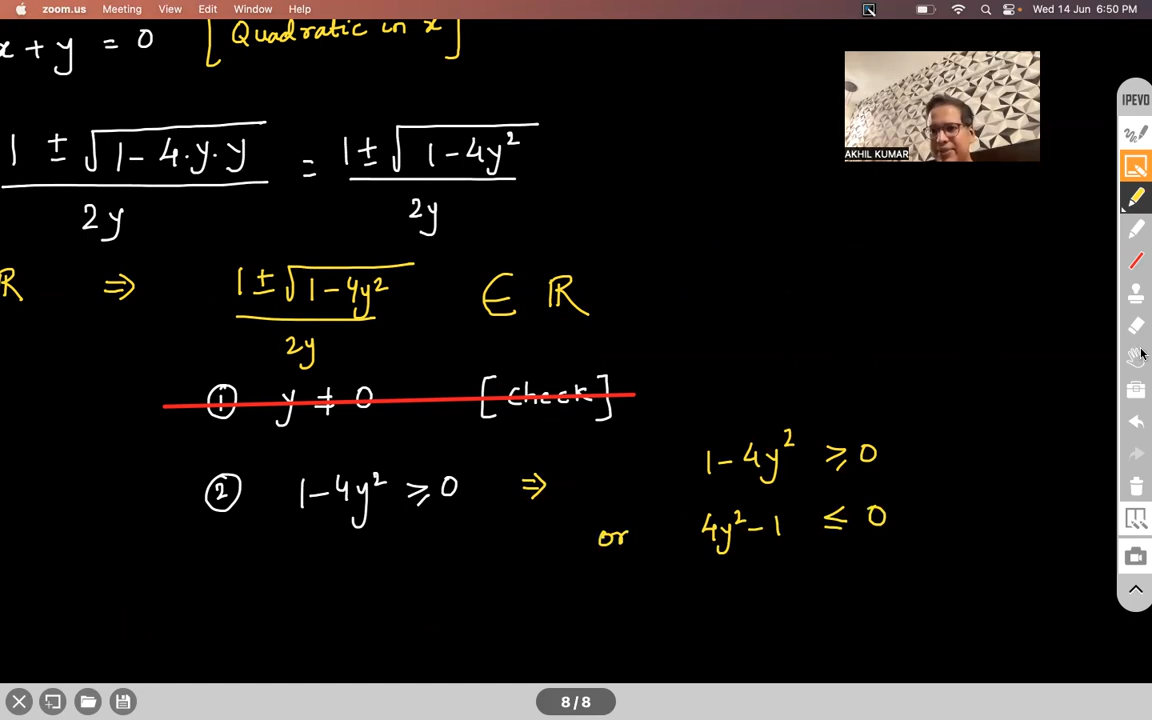 zoom.us Meeting View Edit Window Help Wed 14 Jun 6:50 PM
x + y = 0 [Quadratic in x]
AKHIL KUMAR
IPEVO
1 ± √(1 - 4.y.y) / 2y = 1 ± √(1 - 4y²) / 2y
R ⇒ 1 ± √(1 - 4y²) / 2y ∈ R
① y ≠ 0 [check]
② 1 - 4y² ≥ 0 ⇒ 1 - 4y² ≥ 0
or 4y² - 1 ≤ 0
8 / 8